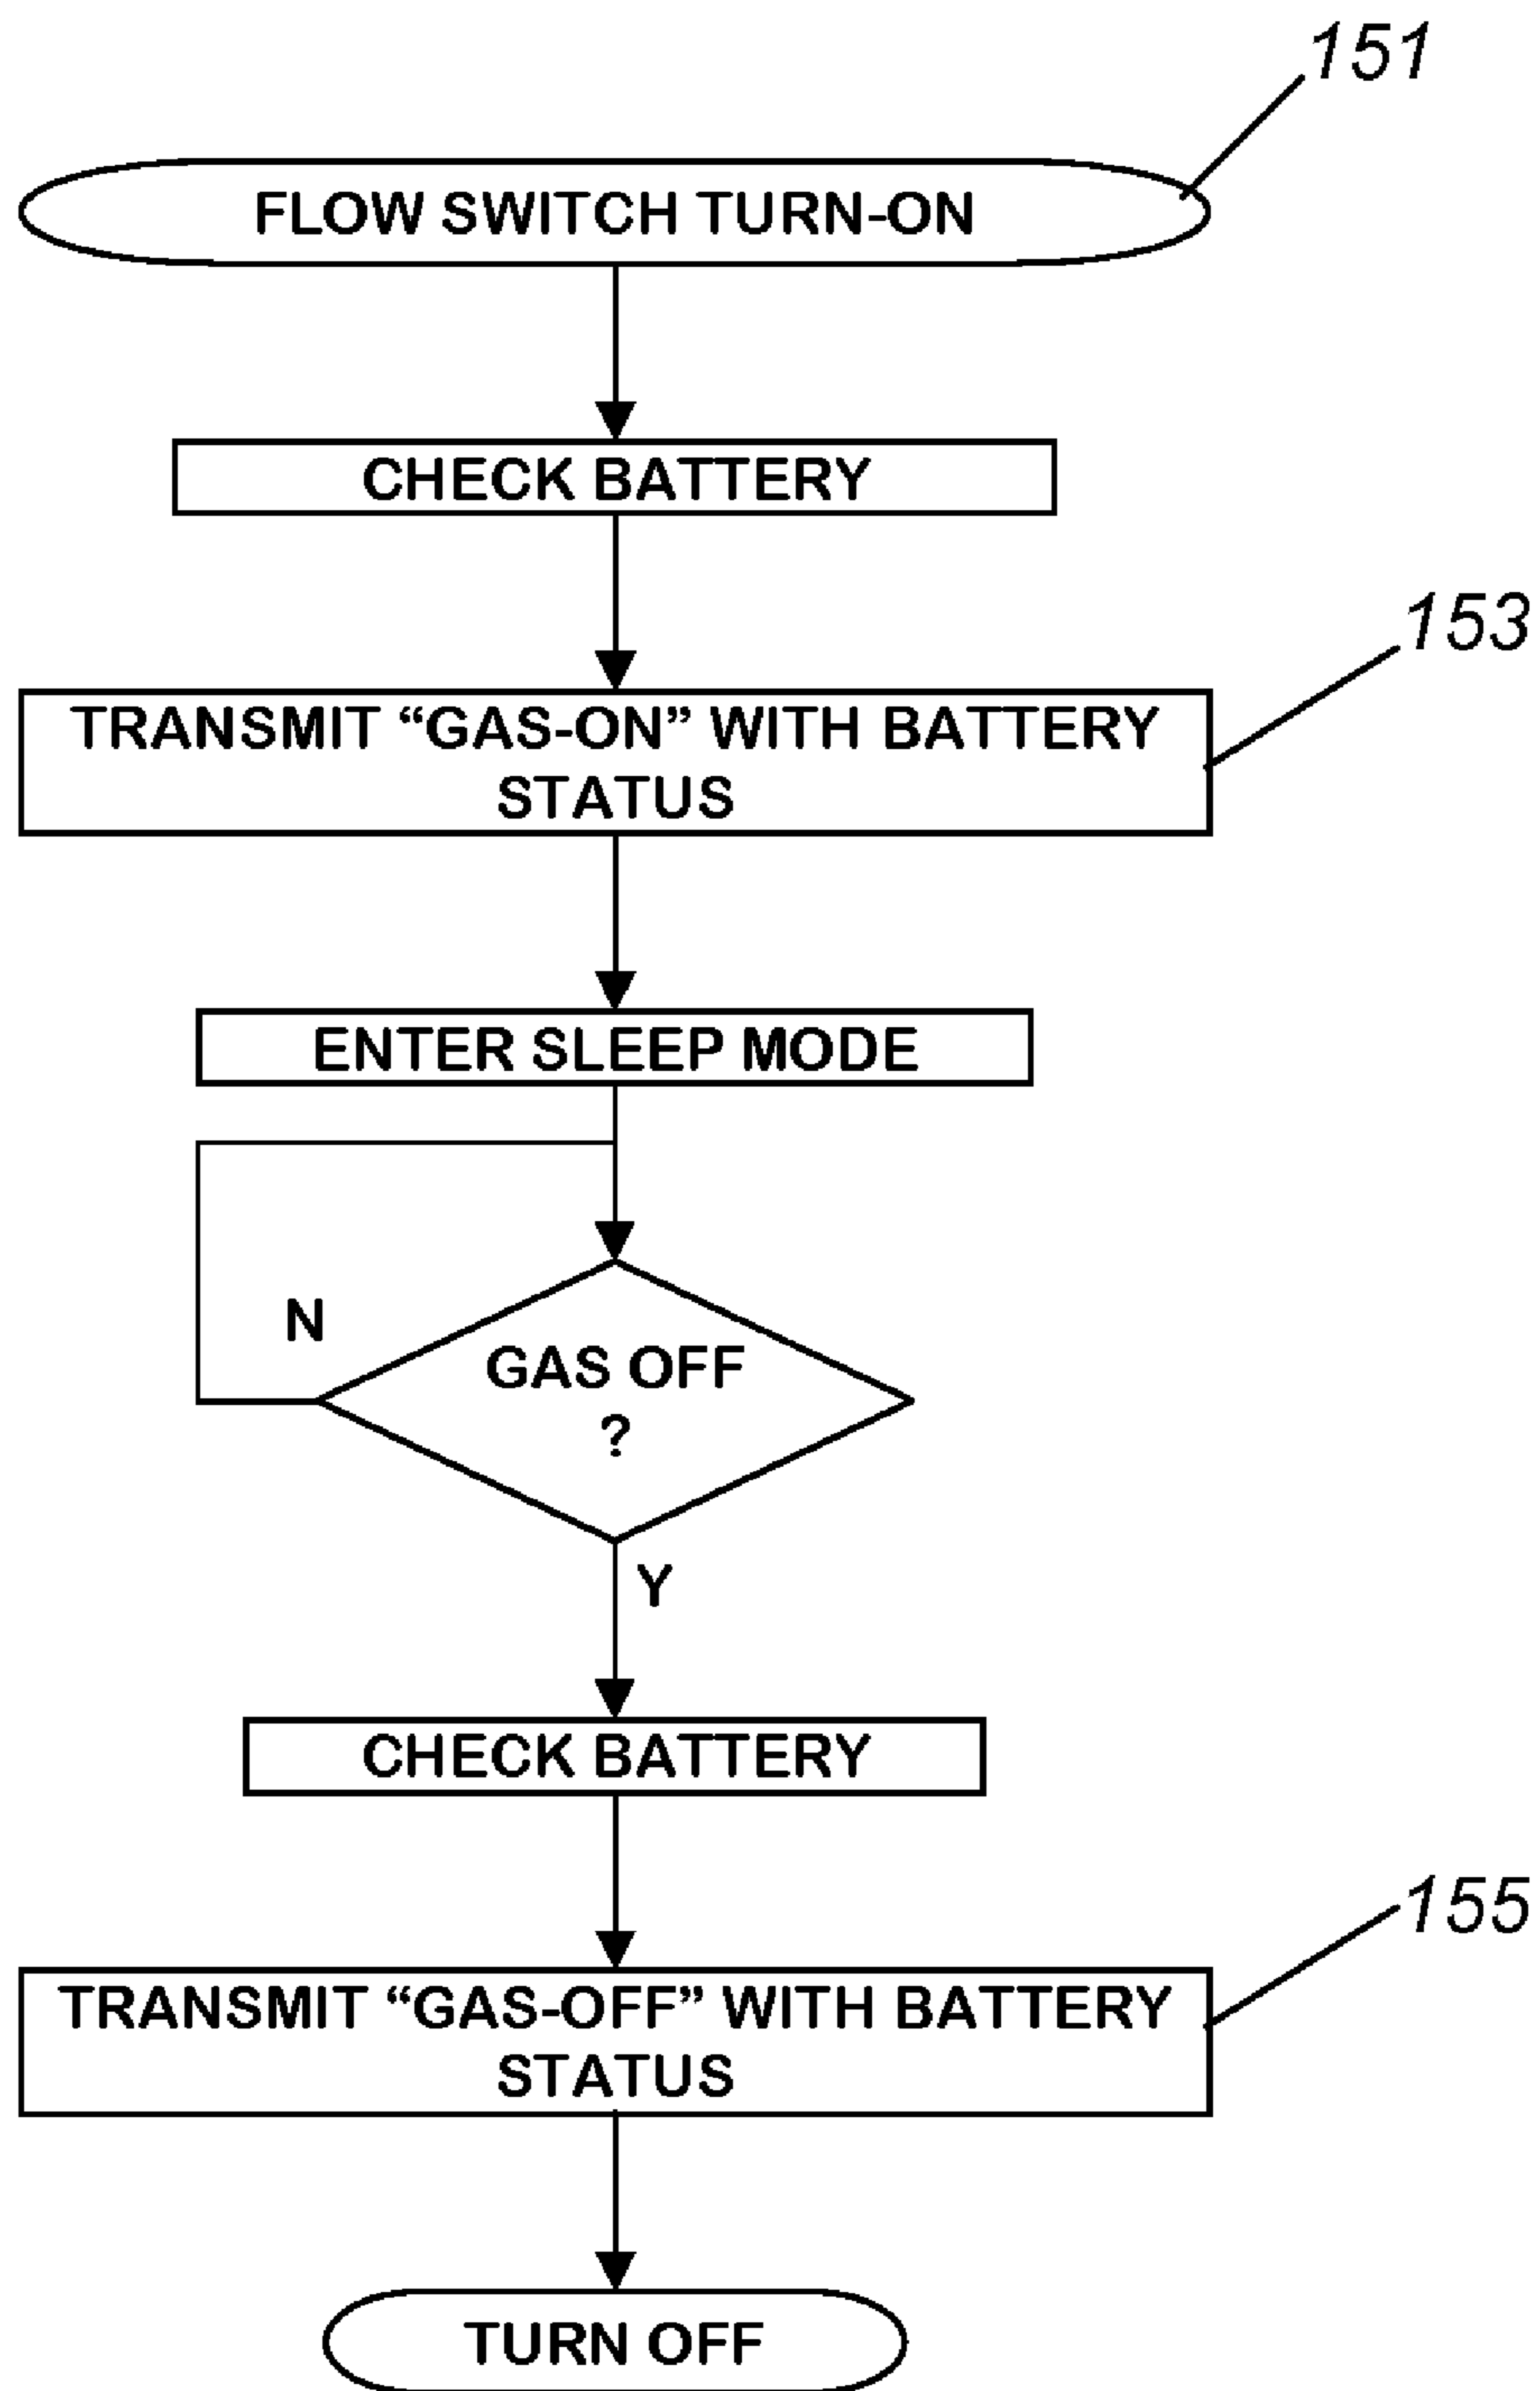 151
FLOW SWITCH TURN-ON
CHECK BATTERY
153
TRANSMIT “GAS-ON” WITH BATTERY
STATUS
ENTER SLEEP MODE
N
GAS OFF
?
Y
CHECK BATTERY
155
TRANSMIT “GAS-OFF” WITH BATTERY
STATUS
TURN OFF